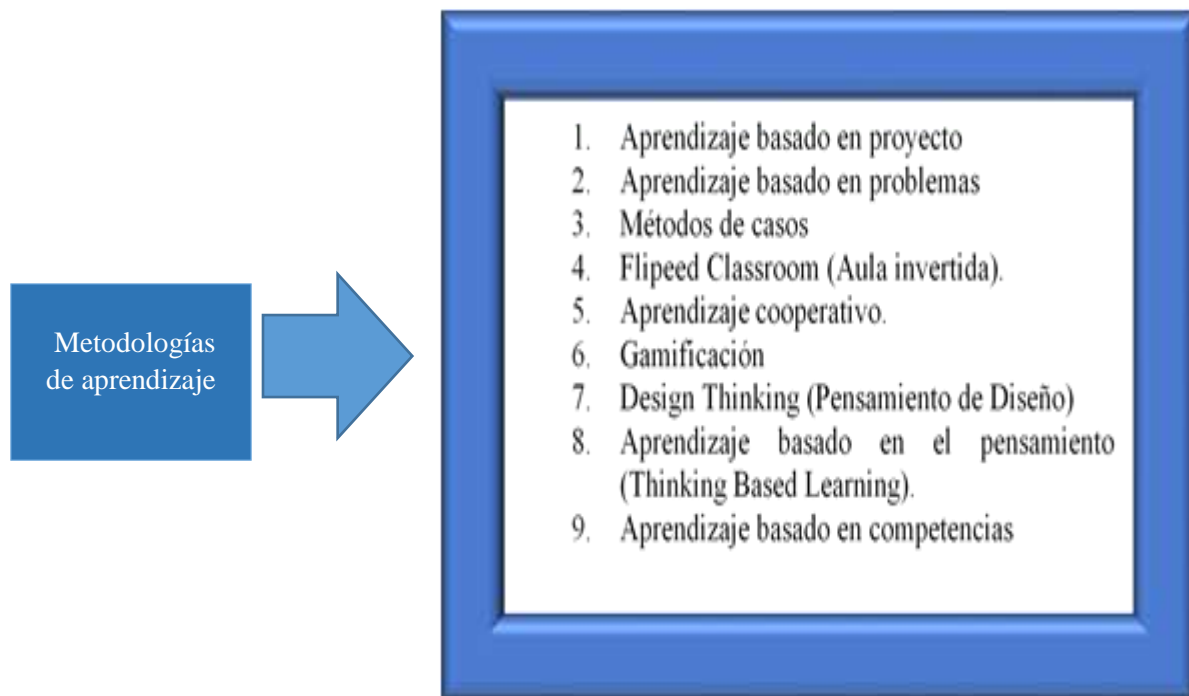 Metodologías
de aprendizaje
1. Aprendizaje basado en proyecto
2. Aprendizaje basado en problemas
3. Métodos de casos
4. Flipeed Classroom (Aula invertida).
5. Aprendizaje cooperativo.
6. Gamificación
7. Design Thinking (Pensamiento de Diseño)
8. Aprendizaje basado en el pensamiento
(Thinking Based Learning).
9. Aprendizaje basado en competencias